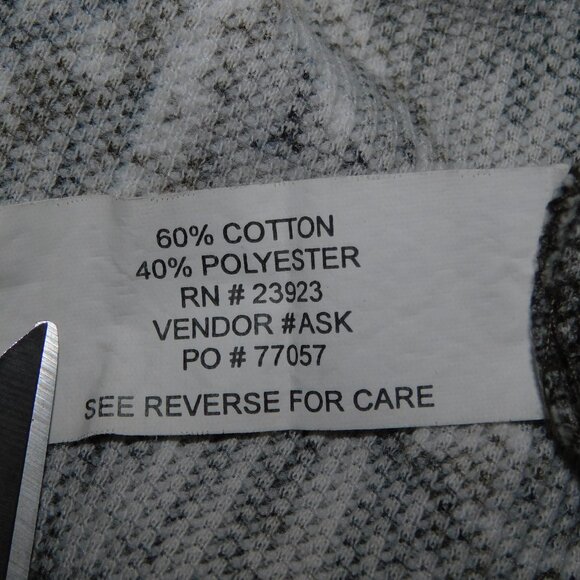 60% COTTON
40% POLYESTER
RN # 23923
VENDOR #ASK
PO # 77057
SEE REVERSE FOR CARE